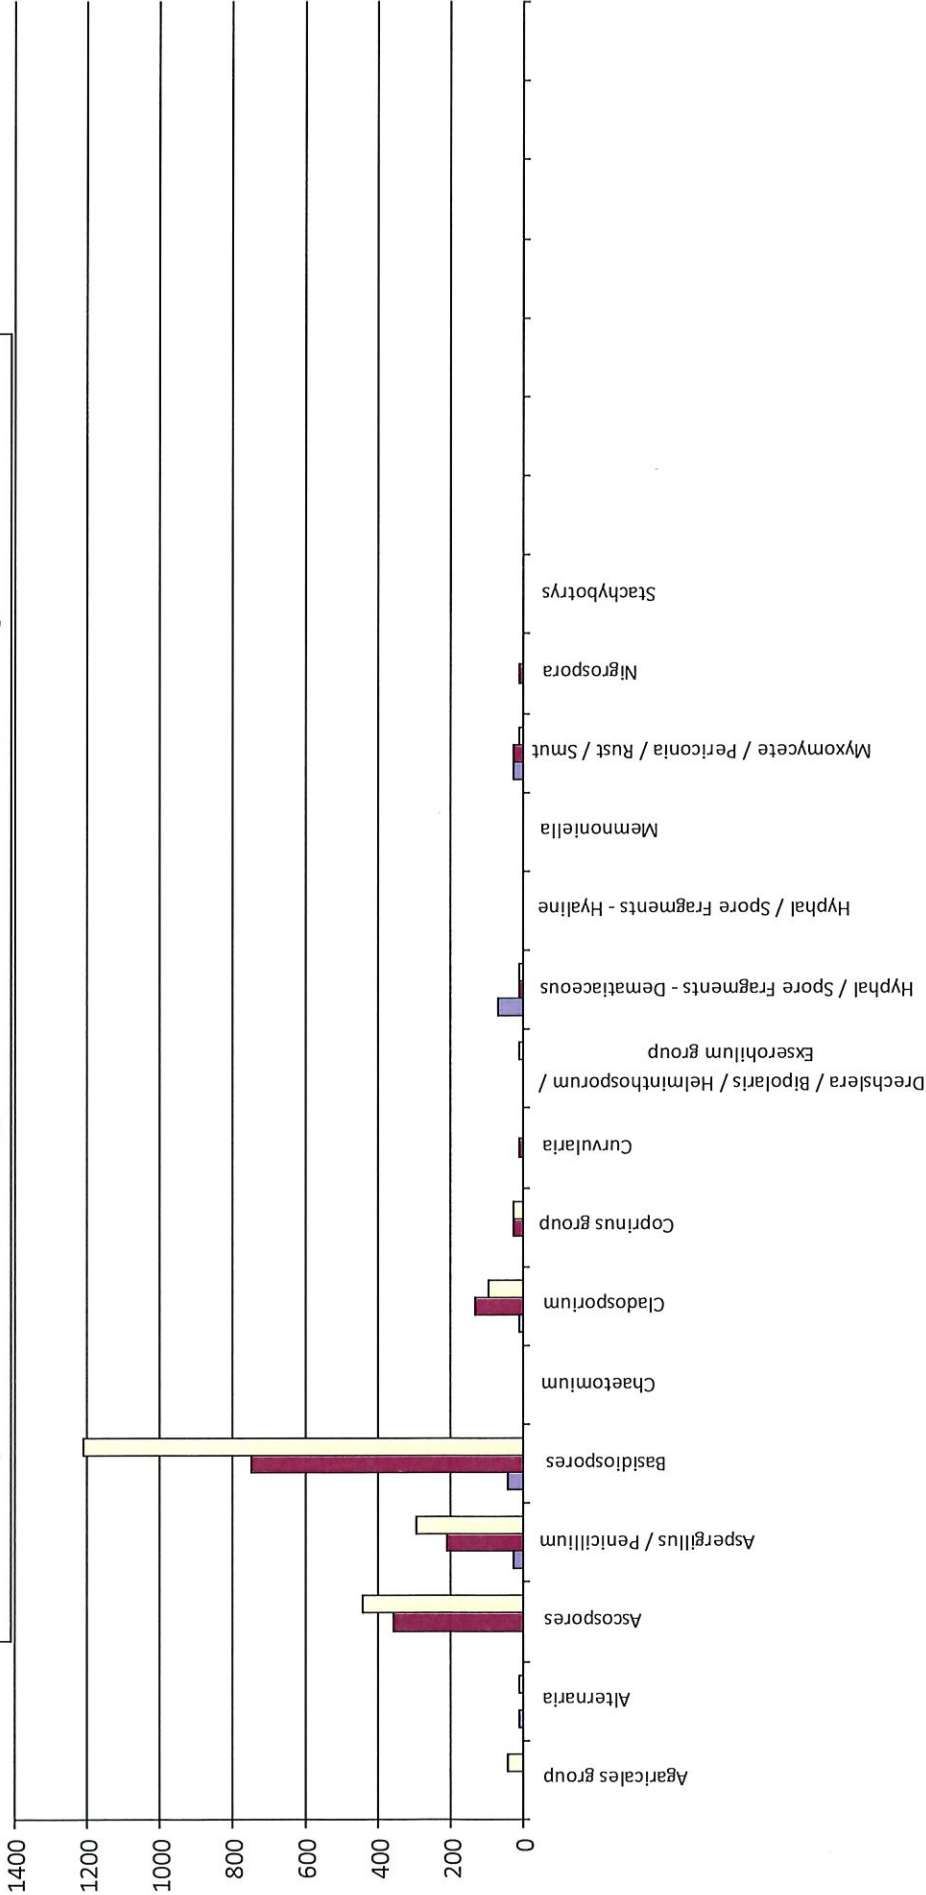 1400
1200
1000
800
600
400
200
0
Agaricales group
Alternaria
Ascospores
Aspergillus / Penicillium
Basidiospores
Chaetomium
Cladosporium
Coprinus group
Curvularia
Drechslera / Bipolaris / Helminthosporum /
Exserohilum group
Hyphal / Spore Fragments - Dematiaceous
Hyphal / Spore Fragments - Hyaline
Memnoniella
Myxomycete / Periconia / Rust / Smut
Nigrospora
Stachybotrys